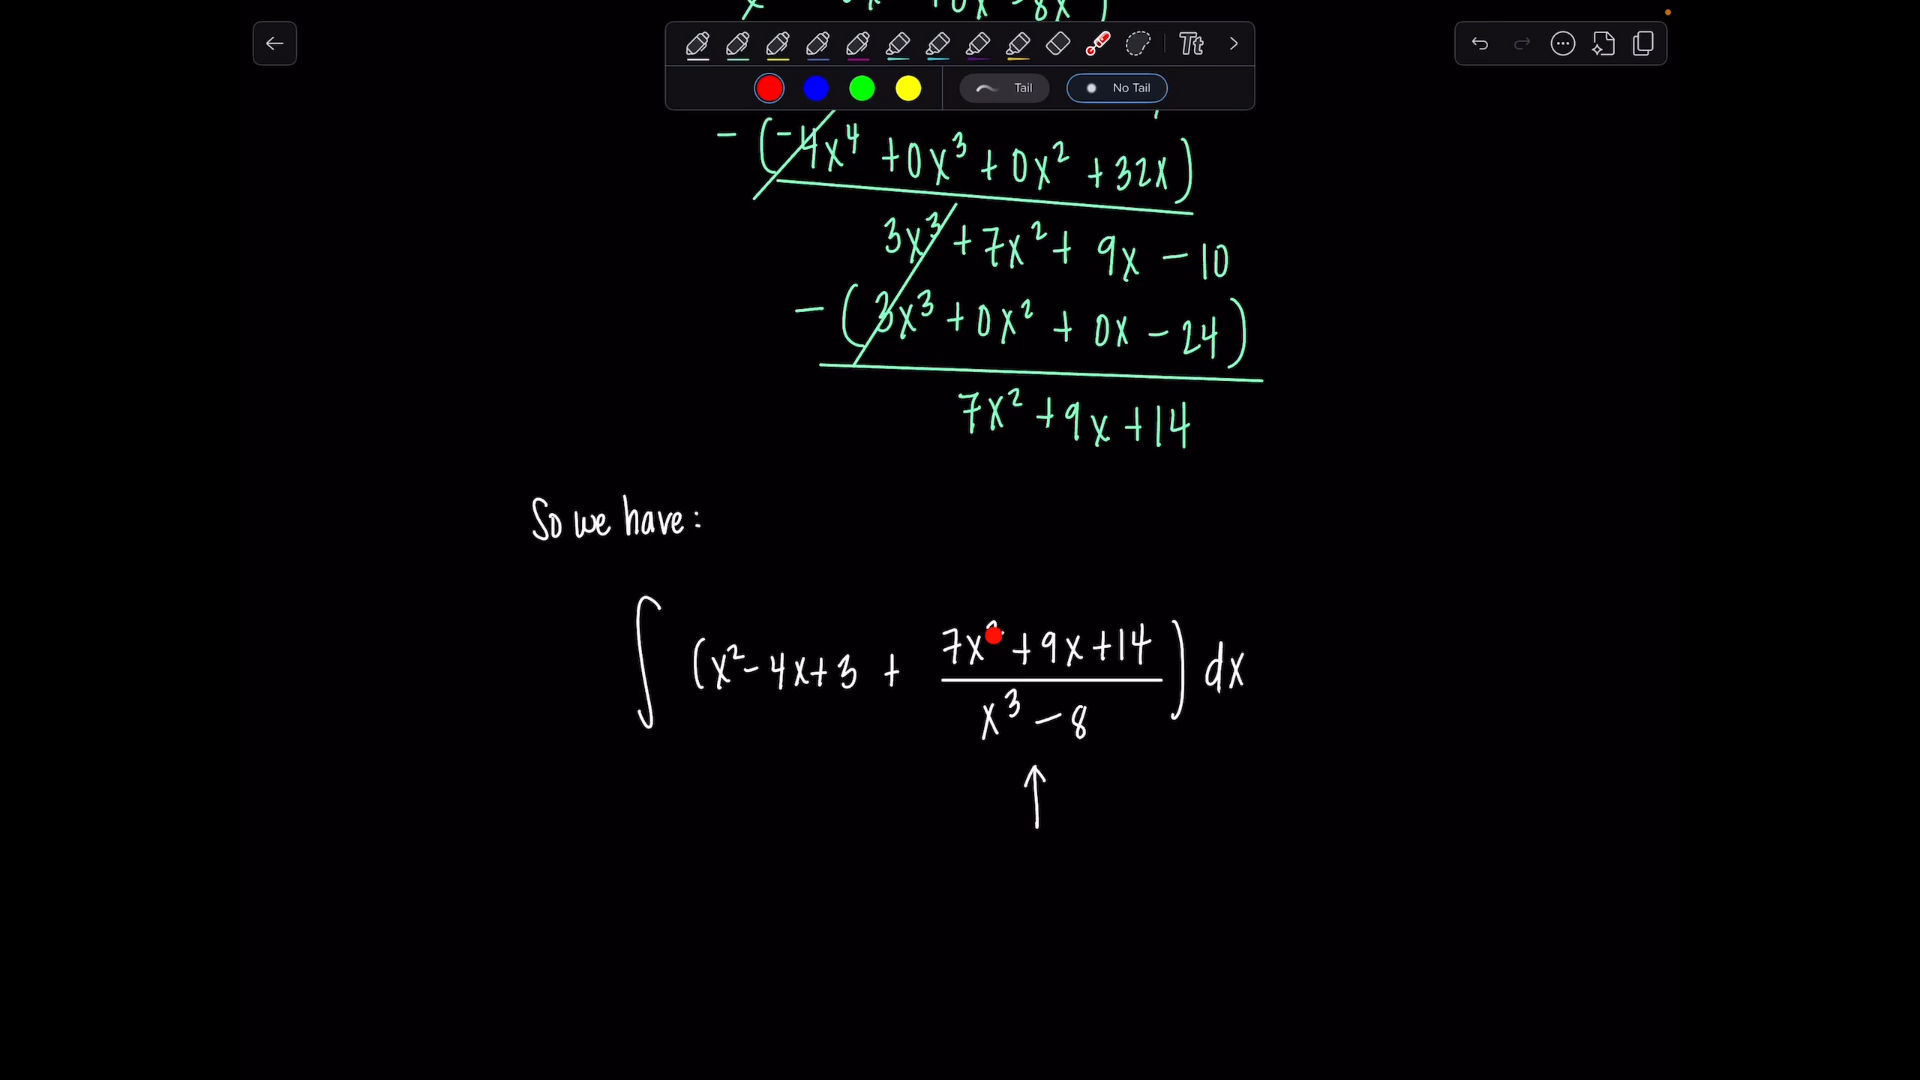 Tt
Tail No Tail
- (-4x⁴ + 0x³ + 0x² + 32x)
3x³ + 7x² + 9x - 10
- (3x³ + 0x² + 0x - 24)
7x² + 9x + 14
So we have:
∫ (x² - 4x + 3 + (7x² + 9x + 14)/(x³ - 8)) dx